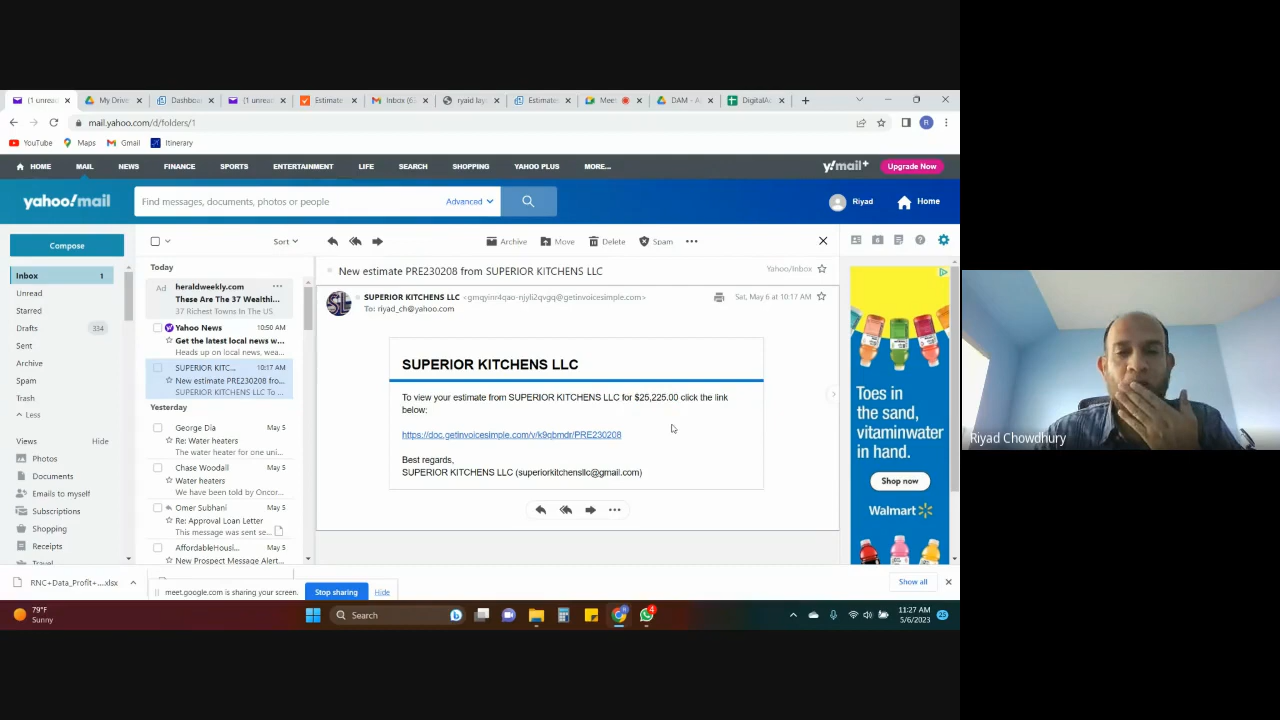 (1 unread
My Drive
Dashboa
(1 unread
Estimate
Inbox (6
ryaid lay
Estimate
Meet
DAM - A
DigitalA
mail.yahoo.com/d/folders/1
YouTube
Maps
Gmail
Itinerary
HOME MAIL NEWS FINANCE SPORTS ENTERTAINMENT LIFE SEARCH SHOPPING YAHOO PLUS MORE...
y!mail+
Upgrade Now
yahoo!mail
Find messages, documents, photos or people
Advanced
Riyad
Home
Compose
Sort
Archive
Move
Delete
Spam
Inbox 1
Unread
Starred
Drafts 334
Sent
Archive
Spam
Trash
Less
Views Hide
Photos
Documents
Emails to myself
Subscriptions
Shopping
Receipts
Travel
Today
Ad heraldweekly.com
These Are The 37 Wealthi...
37 Richest Towns In The US
Yahoo News 10:50 AM
Get the latest local news w...
Heads up on local news, wea...
SUPERIOR KITC... 10:17 AM
New estimate PRE230208 fro...
SUPERIOR KITCHENS LLC To ...
Yesterday
George Dia May 5
Re: Water heaters
The water heater for one uni...
Chase Woodall May 5
Water heaters
We have been told by Oncor...
Omer Subhani May 5
Re: Approval Loan Letter
This message was sent se...
AffordableHousi... May 5
New Prospect Message Alert...
New estimate PRE230208 from SUPERIOR KITCHENS LLC
Yahoo/Inbox
SUPERIOR KITCHENS LLC <gmqyinr4qao-njyli2qvgq@getinvoicesimple.com>
Sat, May 6 at 10:17 AM
To: riyad_ch@yahoo.com
SUPERIOR KITCHENS LLC
To view your estimate from SUPERIOR KITCHENS LLC for $25,225.00 click the link
below:
https://doc.getinvoicesimple.com/v/k9qbmdr/PRE230208
Best regards,
SUPERIOR KITCHENS LLC (superiorkitchensllc@gmail.com)
Toes in
the sand,
vitaminwater
in hand.
Shop now
Walmart
RNC+Data_Profit+....xlsx
meet.google.com is sharing your screen.
Stop sharing
Hide
Show all
79°F
Sunny
Search
4
11:27 AM
5/6/2023
25
Riyad Chowdhury